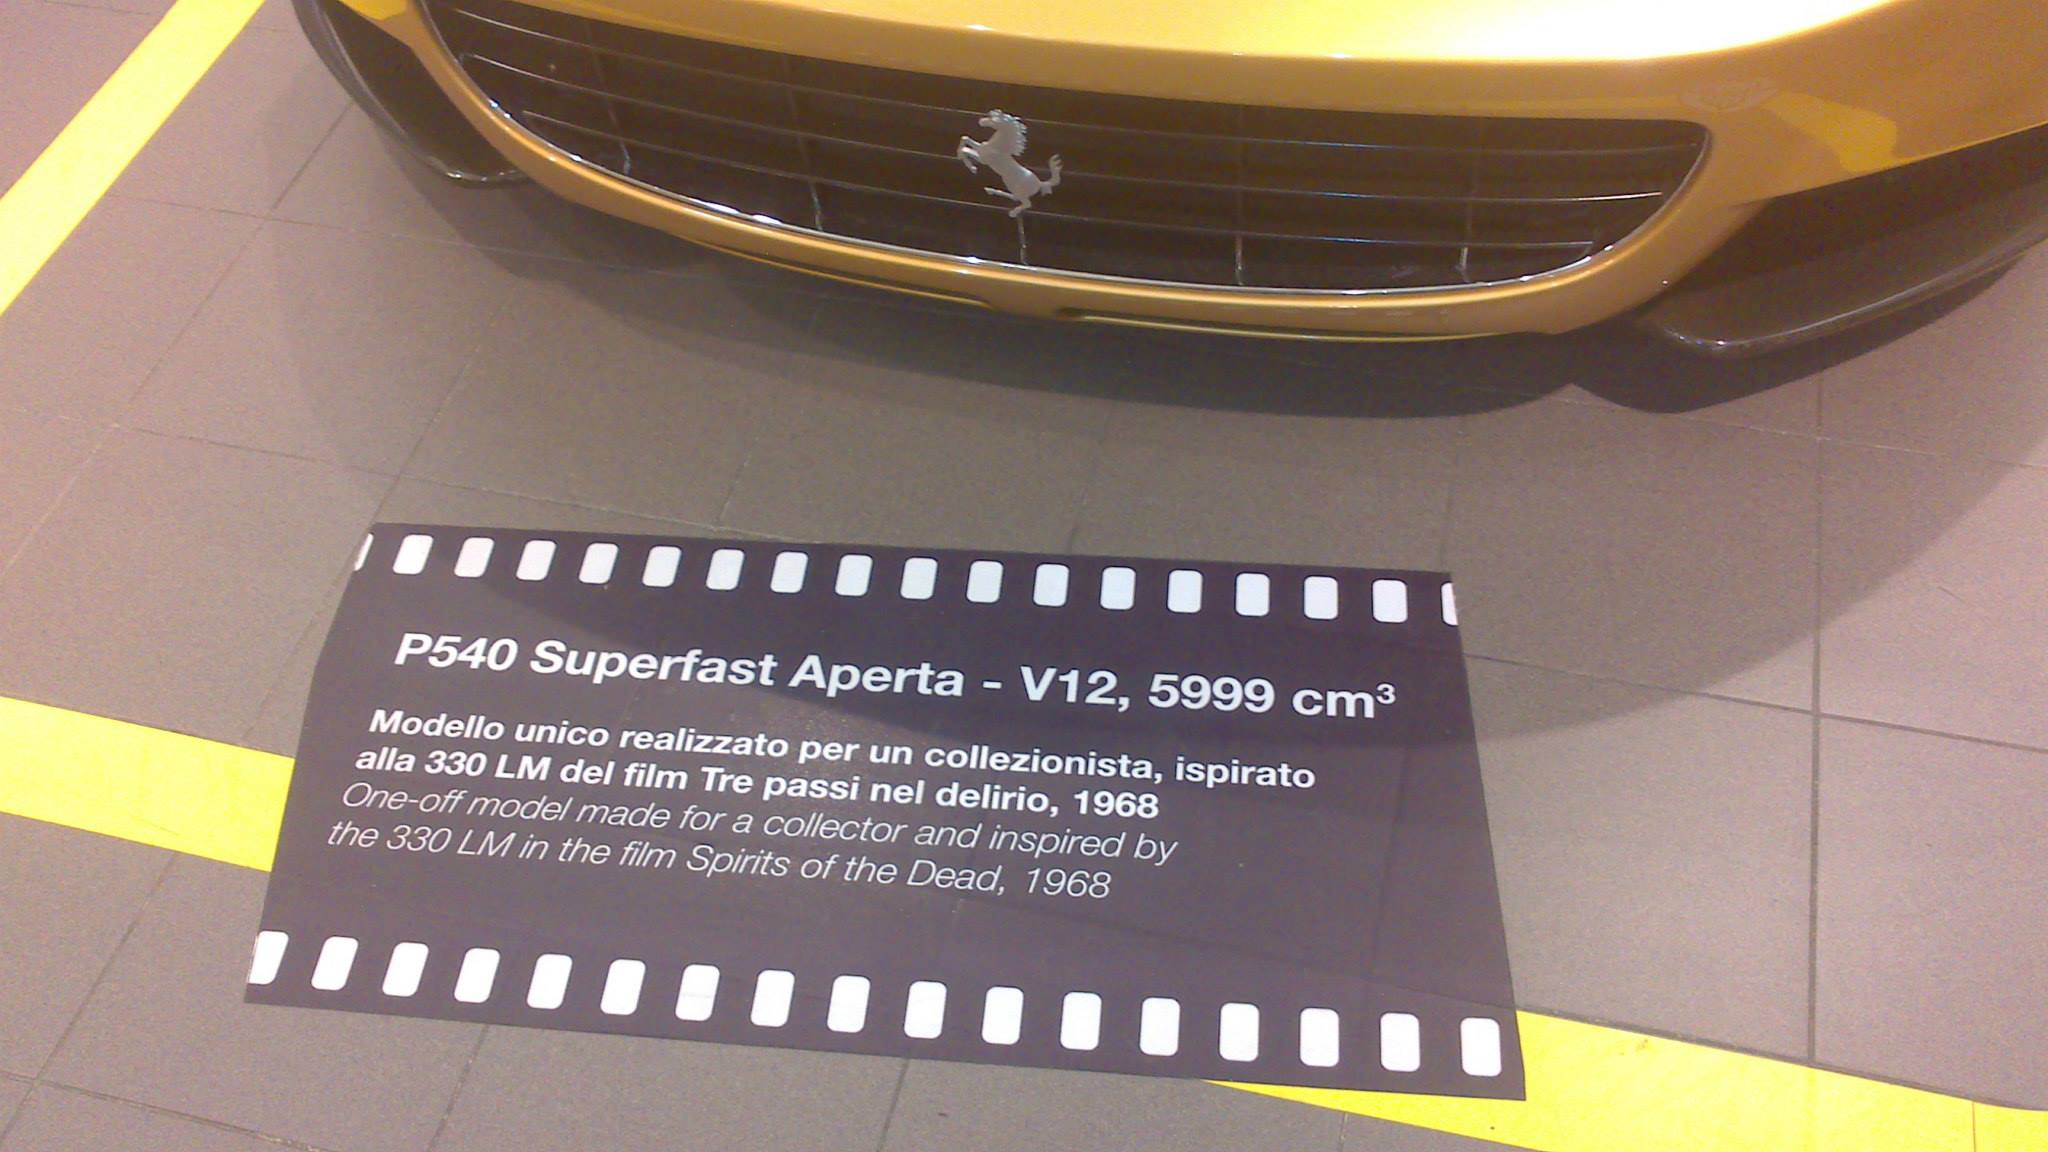 P540 Superfast Aperta - V12, 5999 cm³
Modello unico realizzato per un collezionista, ispirato
alla 330 LM del film Tre passi nel delirio, 1968
One-off model made for a collector and inspired by
the 330 LM in the film Spirits of the Dead, 1968